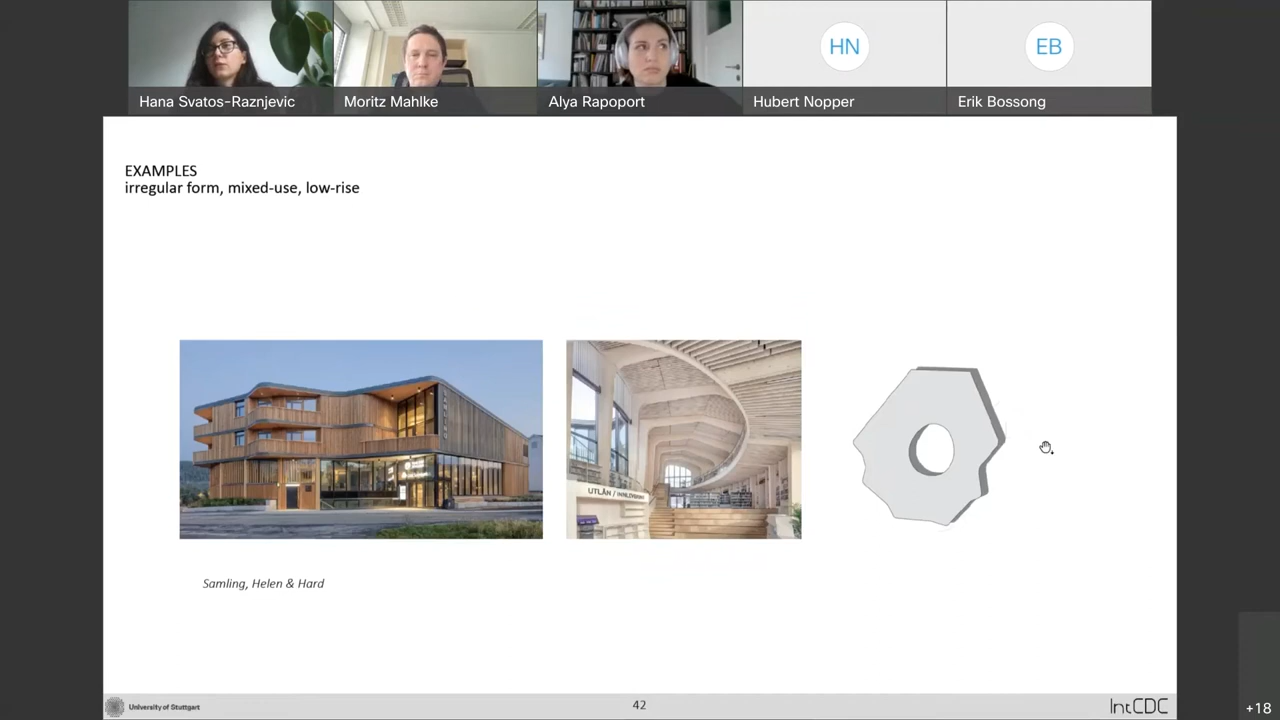 Hana Svatos-Raznjevic
Moritz Mahlke
Alya Rapoport
HN
Hubert Nopper
EB
Erik Bossong
EXAMPLES
irregular form, mixed-use, low-rise
UTLÅN / INNLEVERING
Samling, Helen & Hard
University of Stuttgart
42
IntCDC
+18